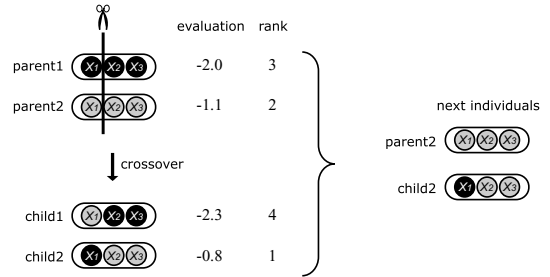 evaluation rank
parent1 X1 X2 X3 -2.0 3
parent2 X1 X2 X3 -1.1 2
crossover
child1 X1 X2 X3 -2.3 4
child2 X1 X2 X3 -0.8 1
next individuals
parent2 X1 X2 X3
child2 X1 X2 X3